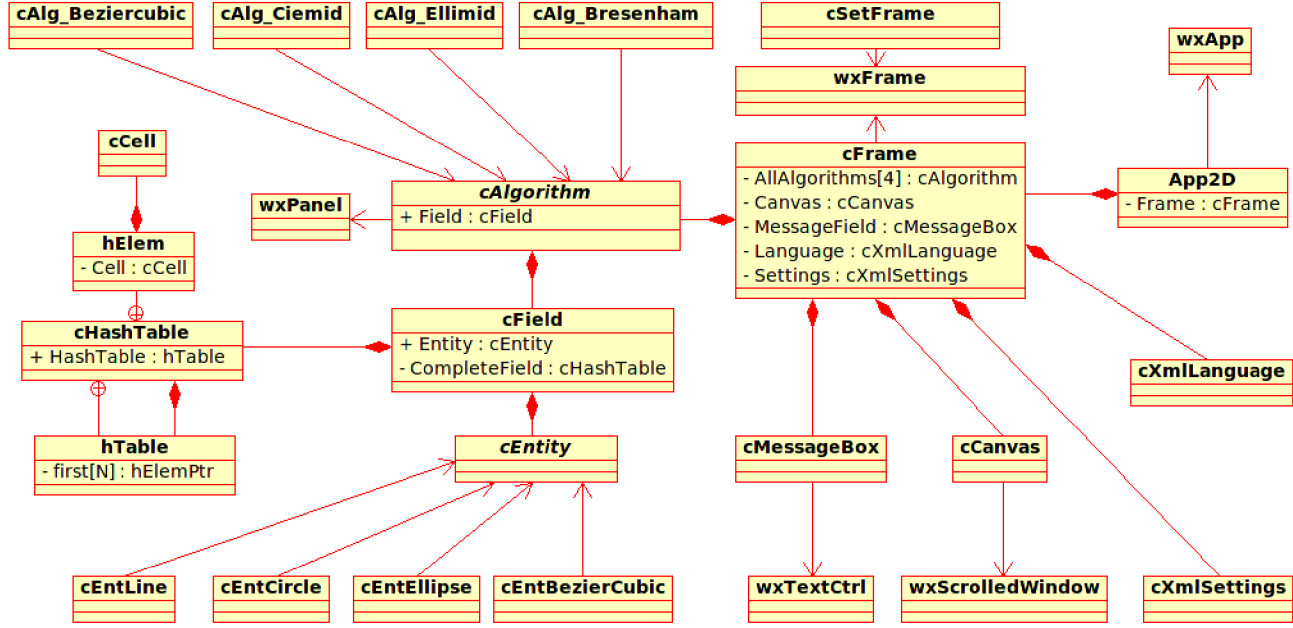 cAlg_Beziercubic
cAlg_Ciemid
cAlg_Ellimid
cAlg_Bresenham
cSetFrame
wxApp
wxFrame
cCell
cFrame
- AllAlgorithms[4] : cAlgorithm
- Canvas : cCanvas
- MessageField : cMessageBox
- Language : cXmlLanguage
- Settings : cXmlSettings
App2D
- Frame : cFrame
cAlgorithm
+ Field : cField
wxPanel
hElem
- Cell : cCell
cHashTable
+ HashTable : hTable
cField
+ Entity : cEntity
- CompleteField : cHashTable
cXmlLanguage
hTable
- first[N] : hElemPtr
cEntity
cMessageBox
cCanvas
cEntLine
cEntCircle
cEntEllipse
cEntBezierCubic
wxTextCtrl
wxScrolledWindow
cXmlSettings